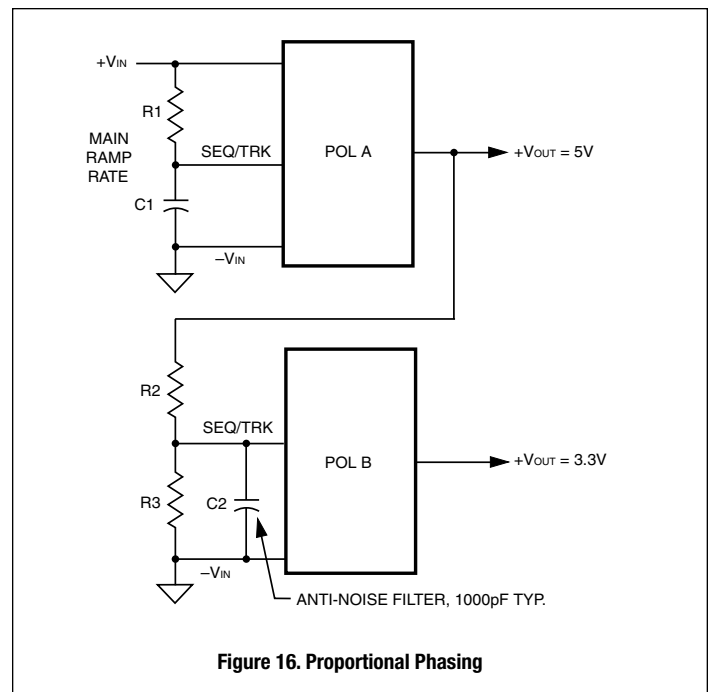 +VIN
R1
MAIN
RAMP
RATE
SEQ/TRK
POL A
+VOUT = 5V
C1
–VIN
R2
SEQ/TRK
POL B
+VOUT = 3.3V
R3
C2
–VIN
ANTI-NOISE FILTER, 1000pF TYP.
Figure 16. Proportional Phasing